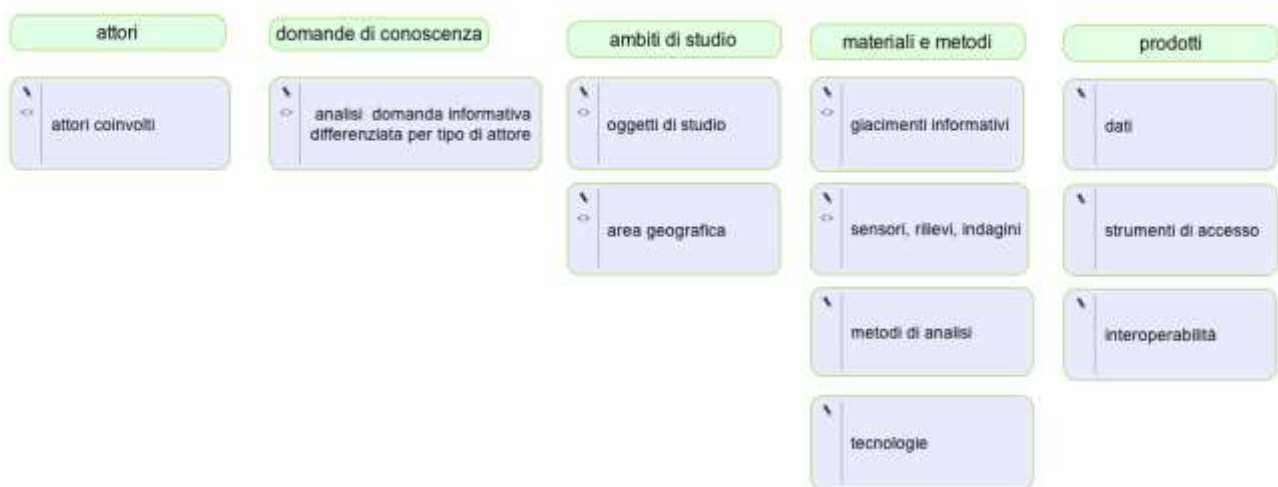 attori
attori coinvolti
domande di conoscenza
analisi domanda informativa
differenziata per tipo di attore
ambiti di studio
oggetti di studio
area geografica
materiali e metodi
giacimenti informativi
sensori, rilievi, indagini
metodi di analisi
tecnologie
prodotti
dati
strumenti di accesso
interoperabilità